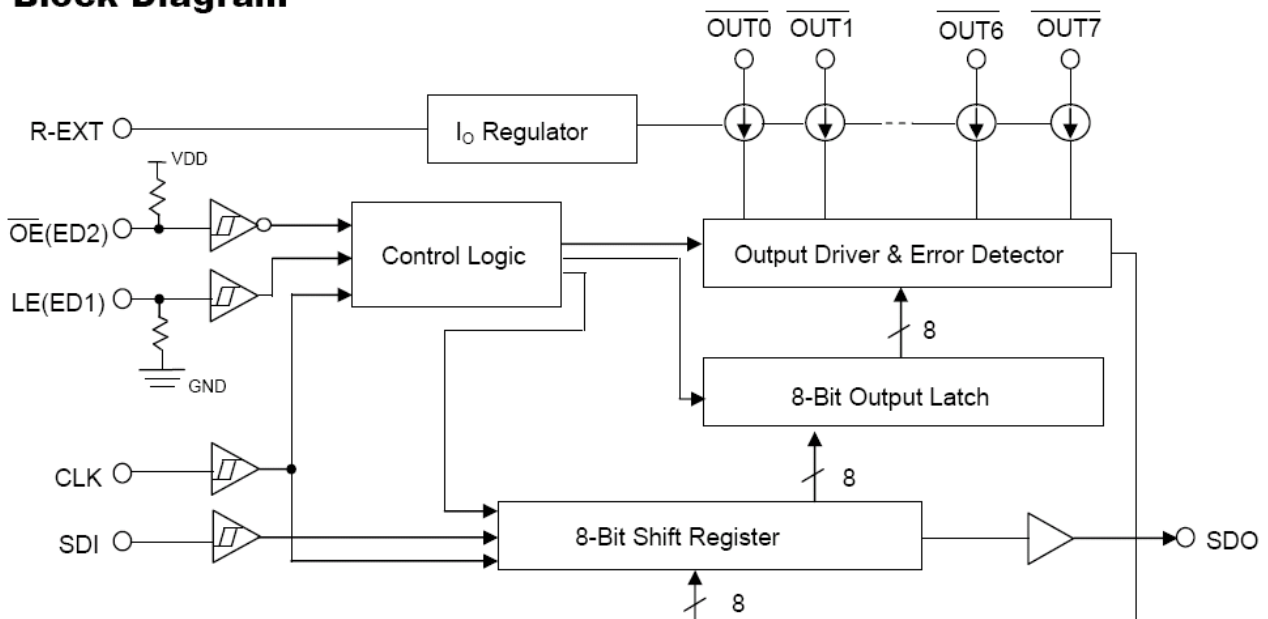 Block Diagram
OUT0 OUT1 OUT6 OUT7
R-EXT
I_O Regulator
VDD
OE(ED2)
Control Logic
Output Driver & Error Detector
LE(ED1)
8
GND
8-Bit Output Latch
8
CLK
8-Bit Shift Register
SDI
SDO
8